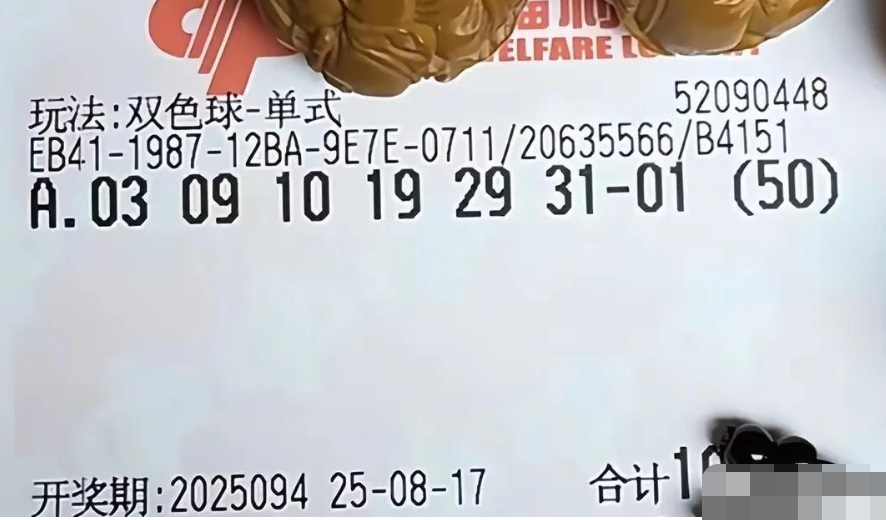 ELFARE L
玩法:双色球-单式 52090448
EB41-1987-12BA-9E7E-0711/20635566/B4151
A.03 09 10 19 29 31-01 (50)
开奖期:2025094 25-08-17 合计10